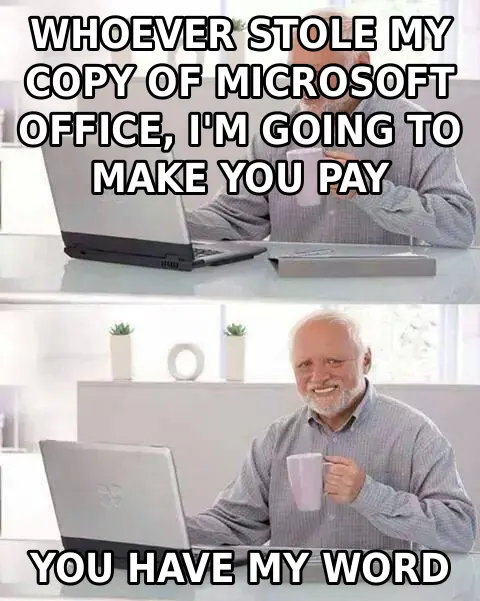 WHOEVER STOLE MY
COPY OF MICROSOFT
OFFICE, I'M GOING TO
MAKE YOU PAY
YOU HAVE MY WORD